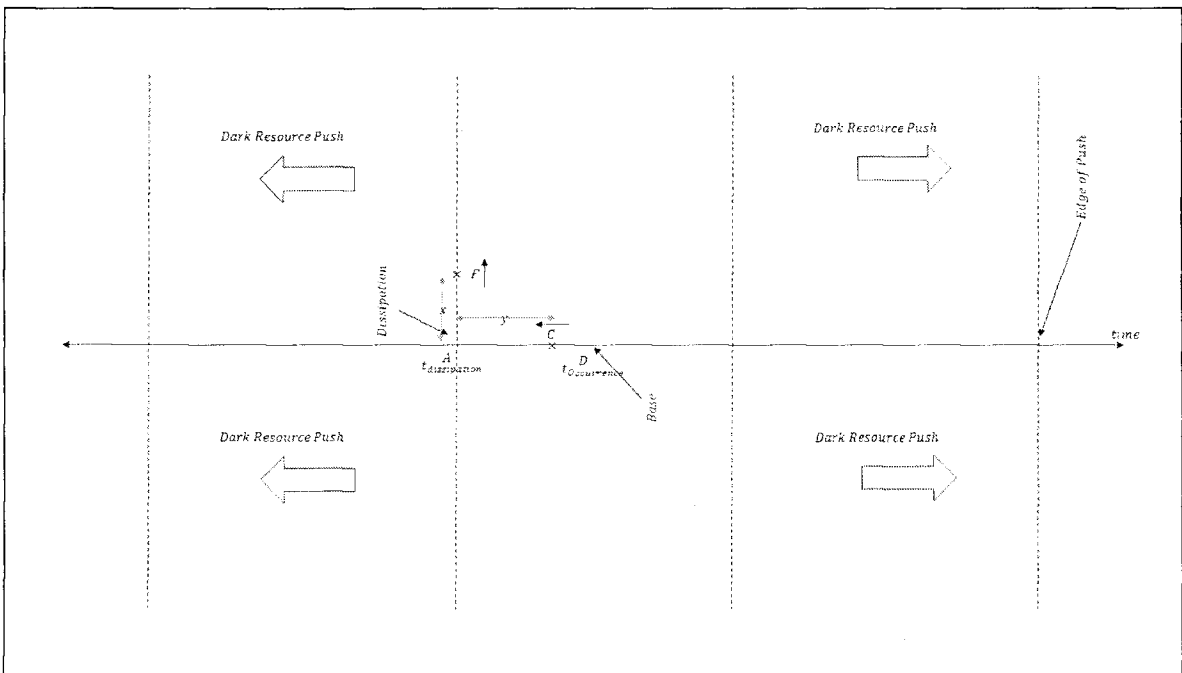 Dark Resource Push
Dark Resource Push
Edge of Push
F
Dissipation
x
y
C
time
A
t_dissipation
D
t_Occurrence
Base
Dark Resource Push
Dark Resource Push